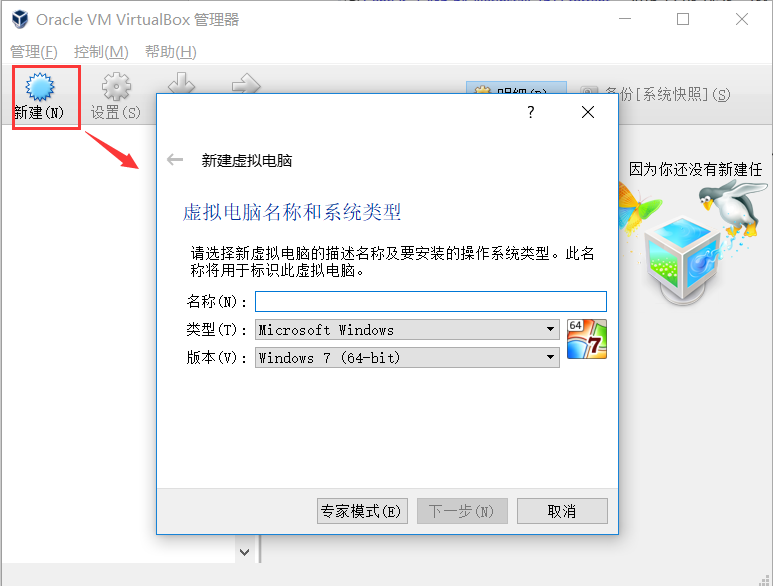 Oracle VM VirtualBox 管理器
管理(F) 控制(M) 帮助(H)
新建(N) 设置(S) 明细(D) 备份[系统快照](S)
?
新建虚拟电脑
因为你还没有新建任
虚拟电脑名称和系统类型
请选择新虚拟电脑的描述名称及要安装的操作系统类型。此名
称将用于标识此虚拟电脑。
名称(N):
类型(T): Microsoft Windows
64
7
版本(V): Windows 7 (64-bit)
专家模式(E) 下一步(N) 取消